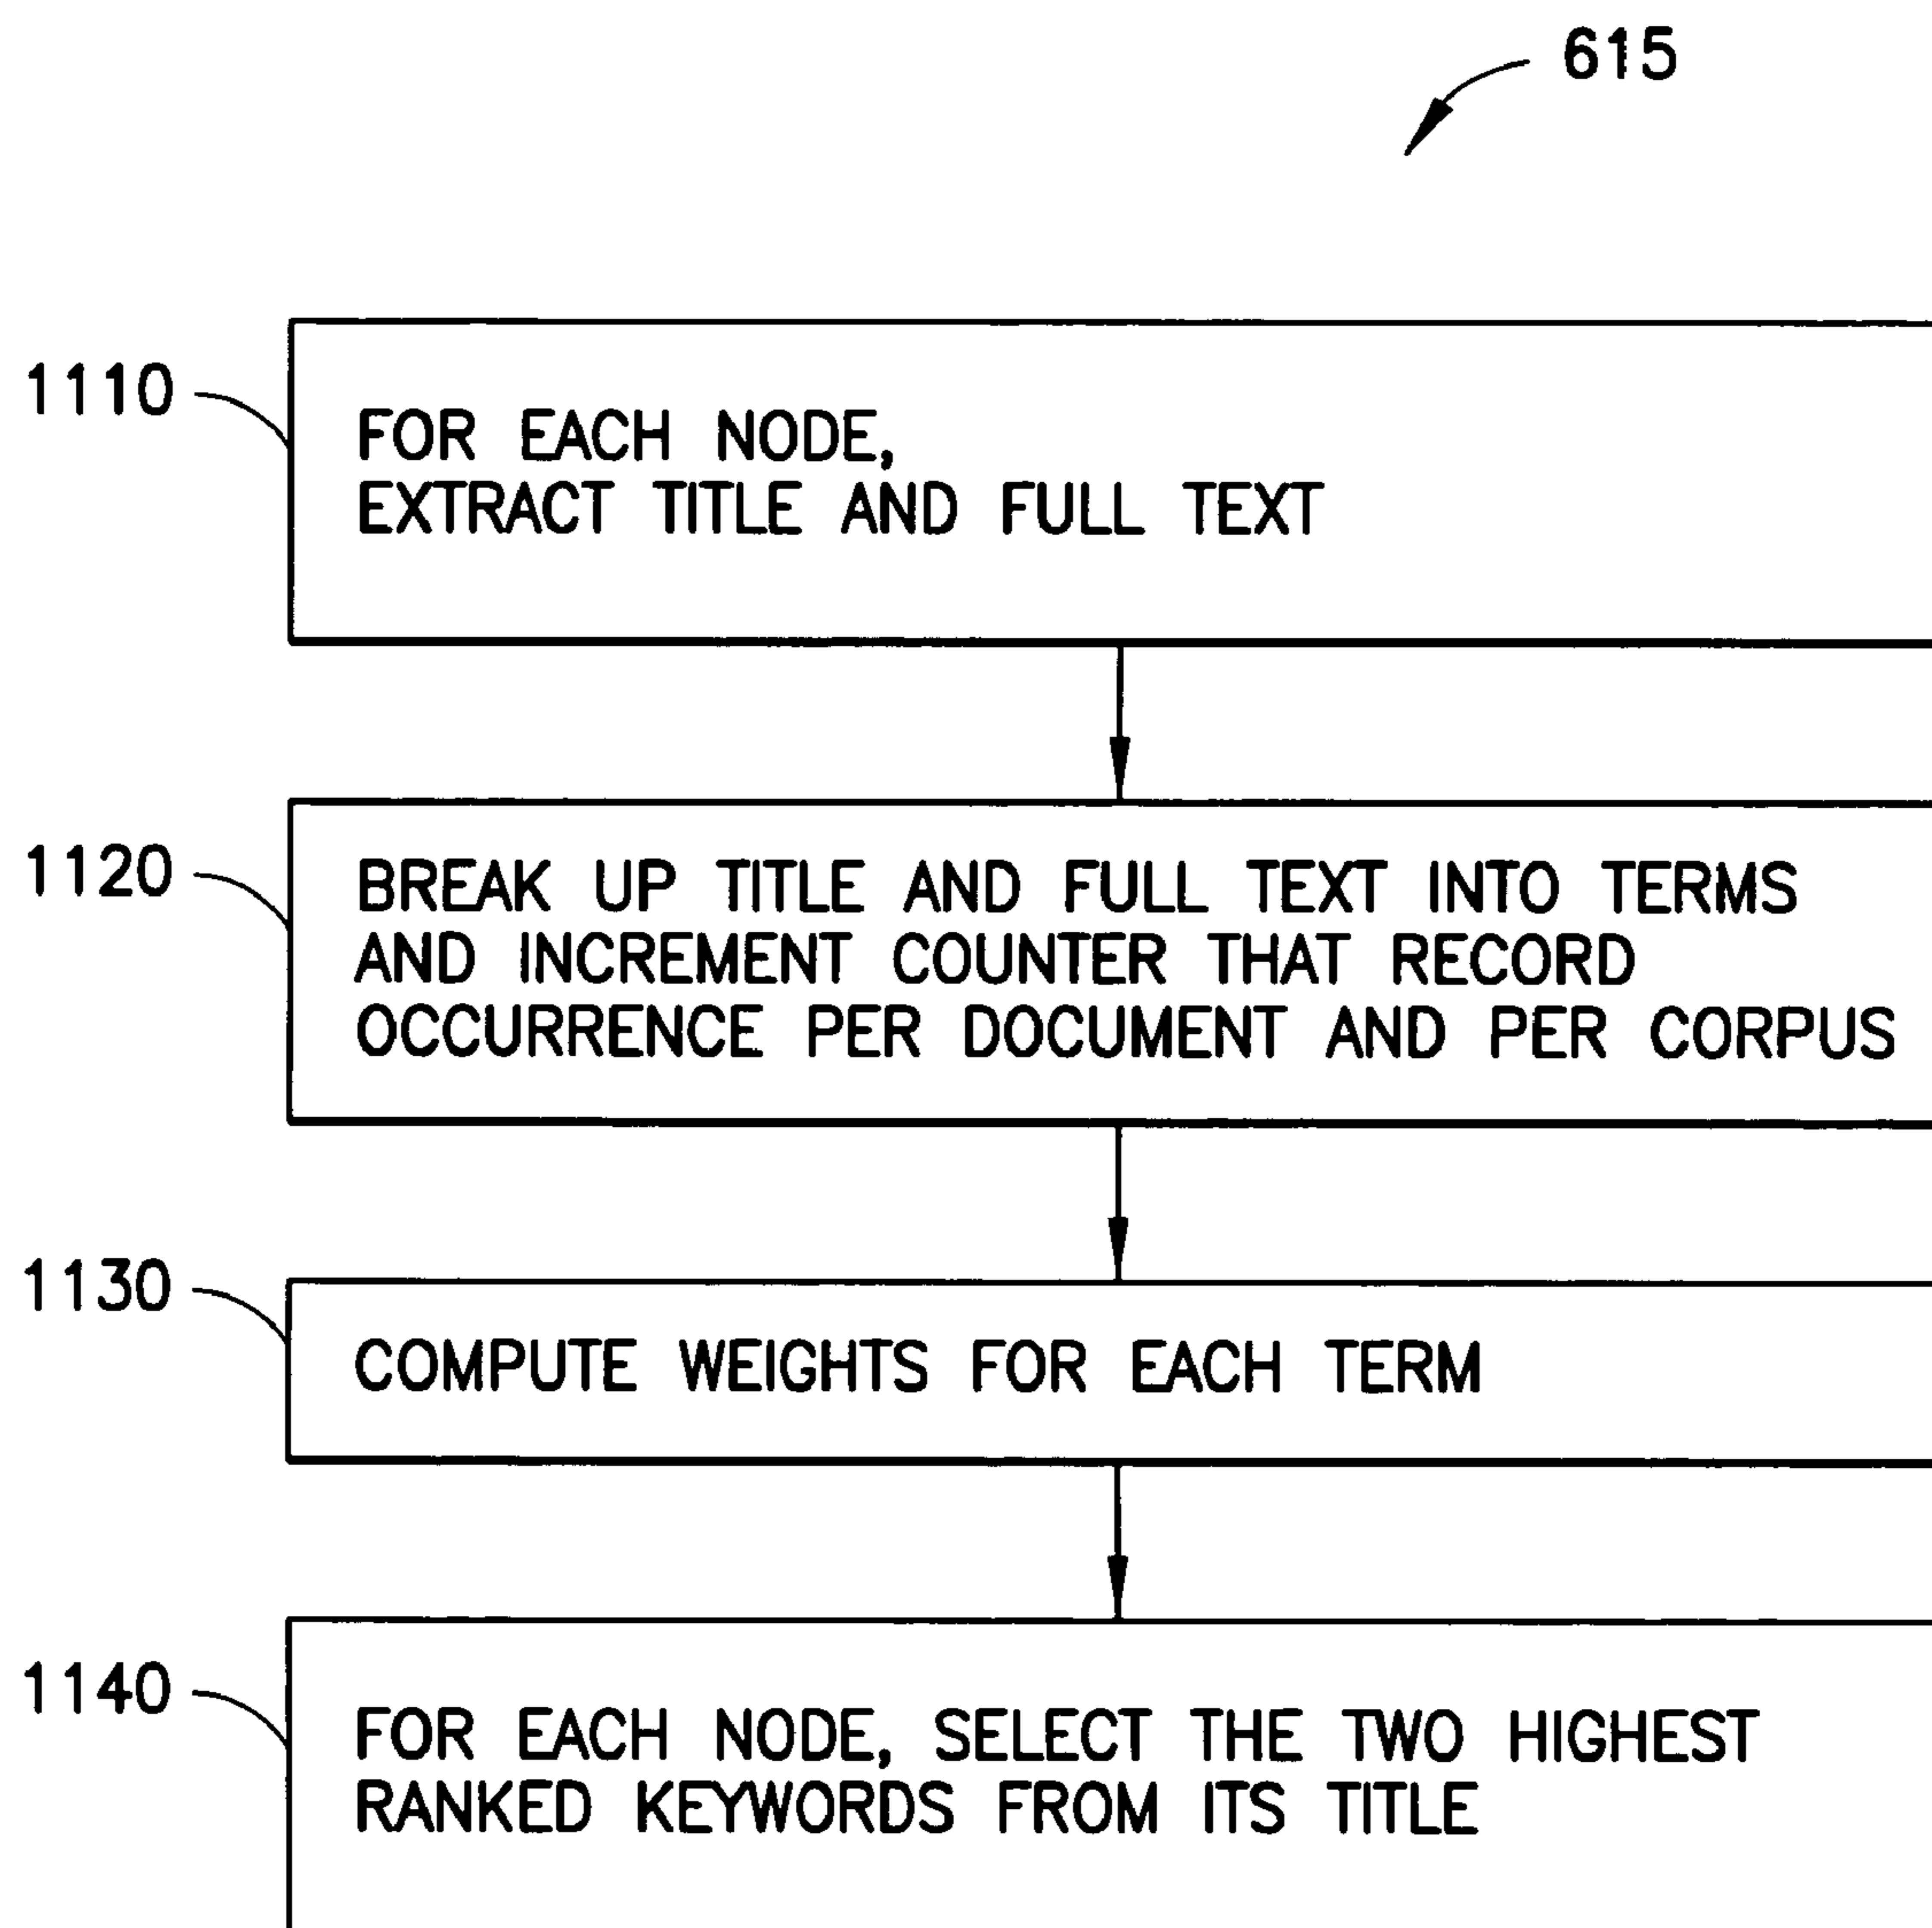 615
1110
FOR EACH NODE,
EXTRACT TITLE AND FULL TEXT
1120
BREAK UP TITLE AND FULL TEXT INTO TERMS
AND INCREMENT COUNTER THAT RECORD
OCCURRENCE PER DOCUMENT AND PER CORPUS
1130
COMPUTE WEIGHTS FOR EACH TERM
1140
FOR EACH NODE, SELECT THE TWO HIGHEST
RANKED KEYWORDS FROM ITS TITLE